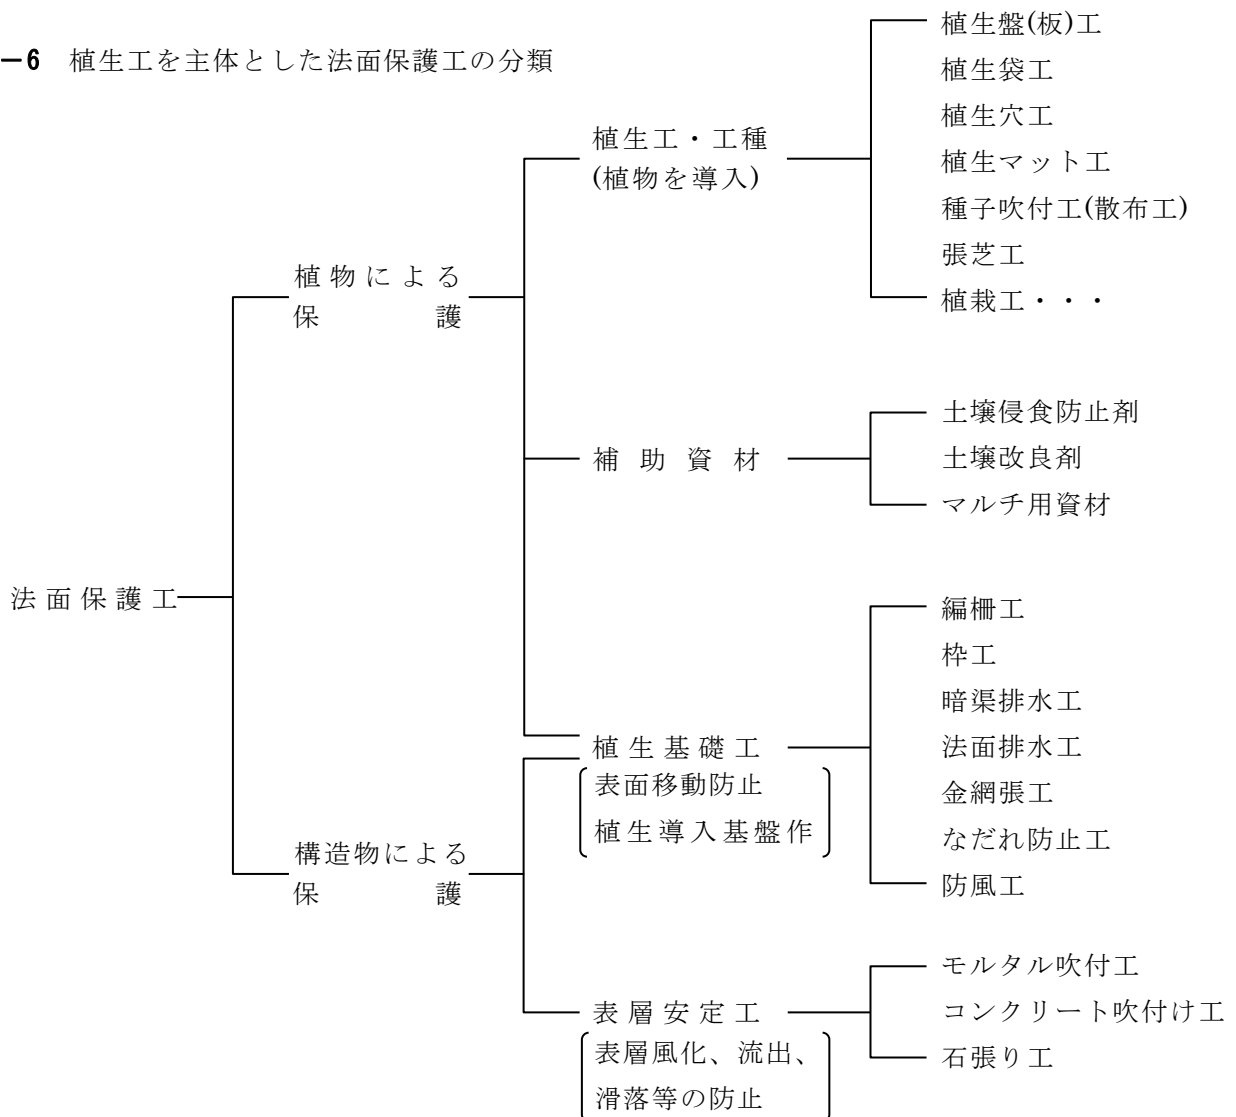 －6 植生工を主体とした法面保護工の分類
法面保護工
植物による
保護
植生工・工種
(植物を導入)
植生盤(板)工
植生袋工
植生穴工
植生マット工
種子吹付工(散布工)
張芝工
植栽工・・・
補助資材
土壌侵食防止剤
土壌改良剤
マルチ用資材
植生基礎工
表面移動防止
植生導入基盤作
編柵工
枠工
暗渠排水工
法面排水工
金網張工
なだれ防止工
防風工
構造物による
保護
表層安定工
表層風化、流出、
滑落等の防止
モルタル吹付工
コンクリート吹付け工
石張り工